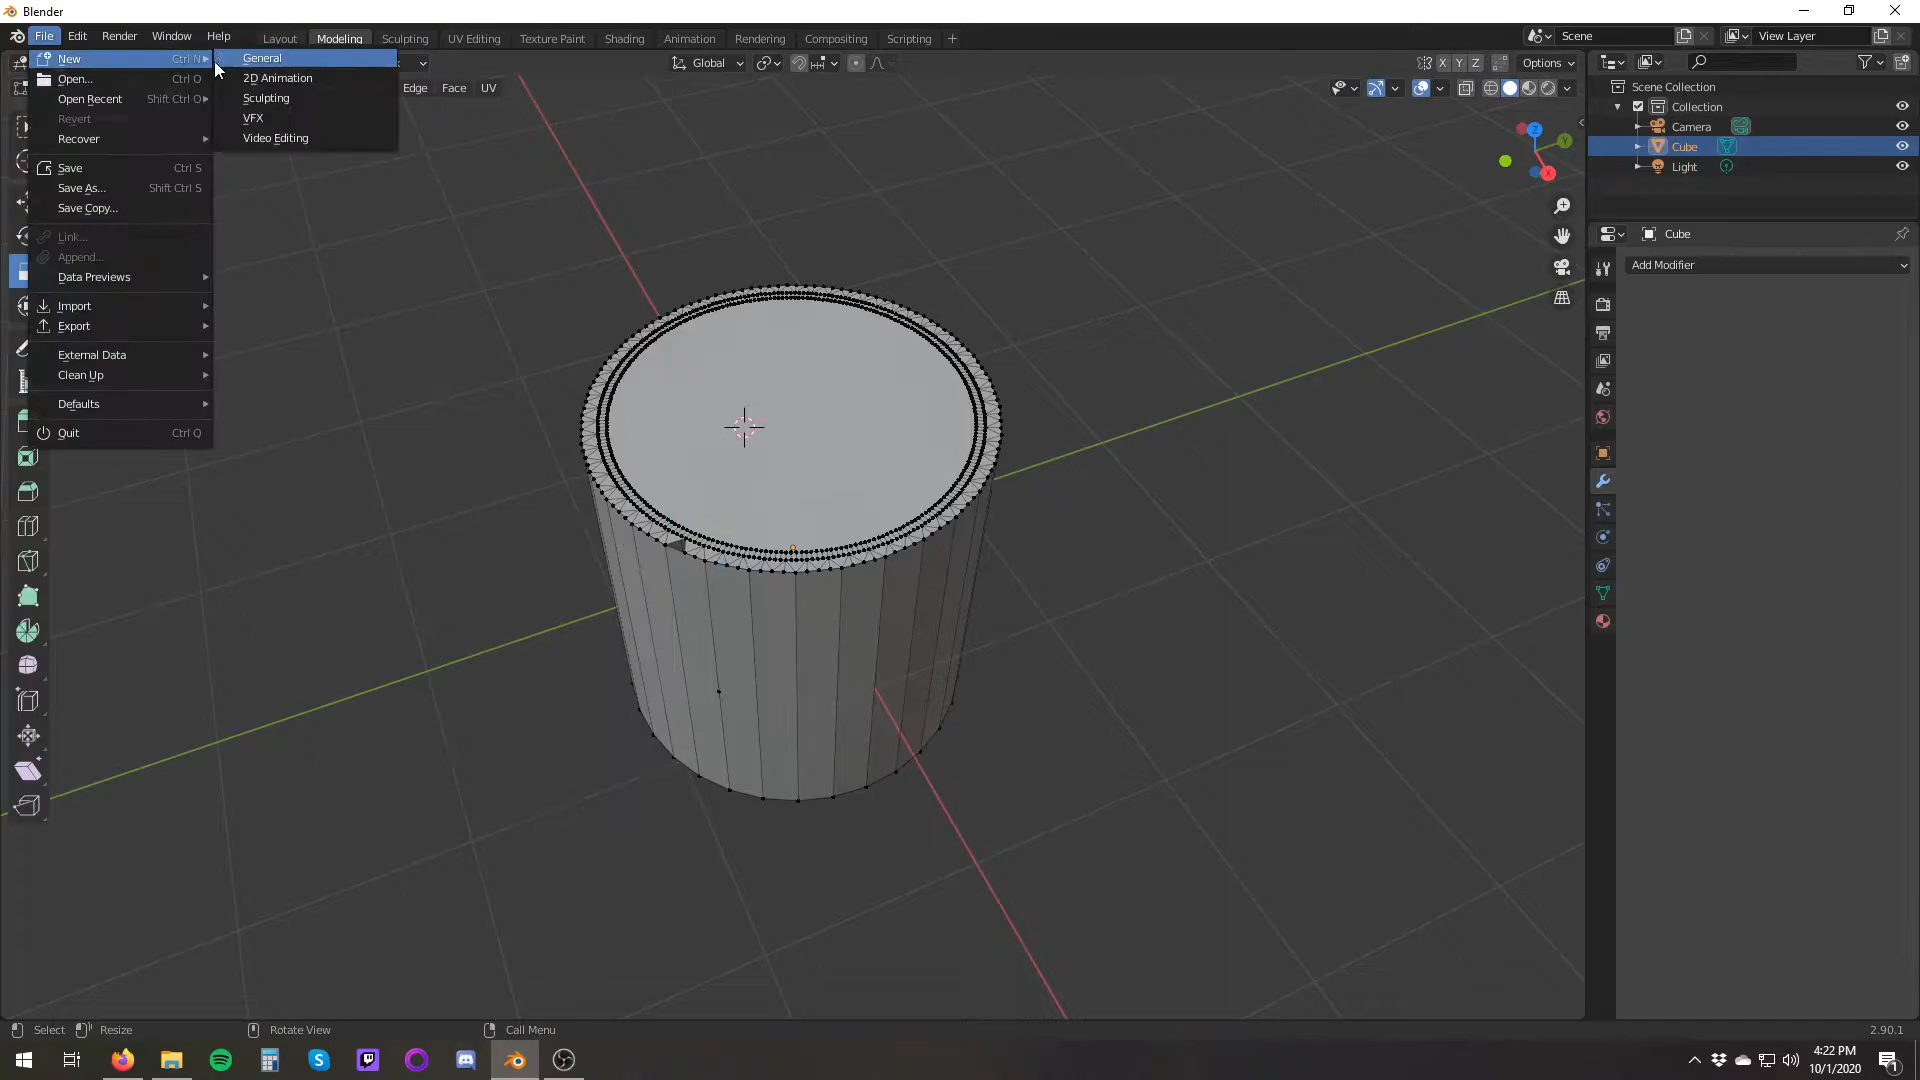 Blender
File Edit Render Window Help Layout Modeling Sculpting UV Editing Texture Paint Shading Animation Rendering Compositing Scripting Scene View Layer
New Ctrl N
Open... Ctrl O
Open Recent Shift Ctrl O
Revert
Recover
Save Ctrl S
Save As... Shift Ctrl S
Save Copy...
Link...
Append...
Data Previews
Import
Export
External Data
Clean Up
Defaults
Quit Ctrl Q
General
2D Animation
Sculpting
VFX
Video Editing
Edge Face UV
Global
X Y Z Options
Z
Y
X
Scene Collection
Collection
Camera
Cube
Light
Cube
Add Modifier
Select Resize Rotate View Call Menu 2.90.1
4:22 PM
10/1/2020
1